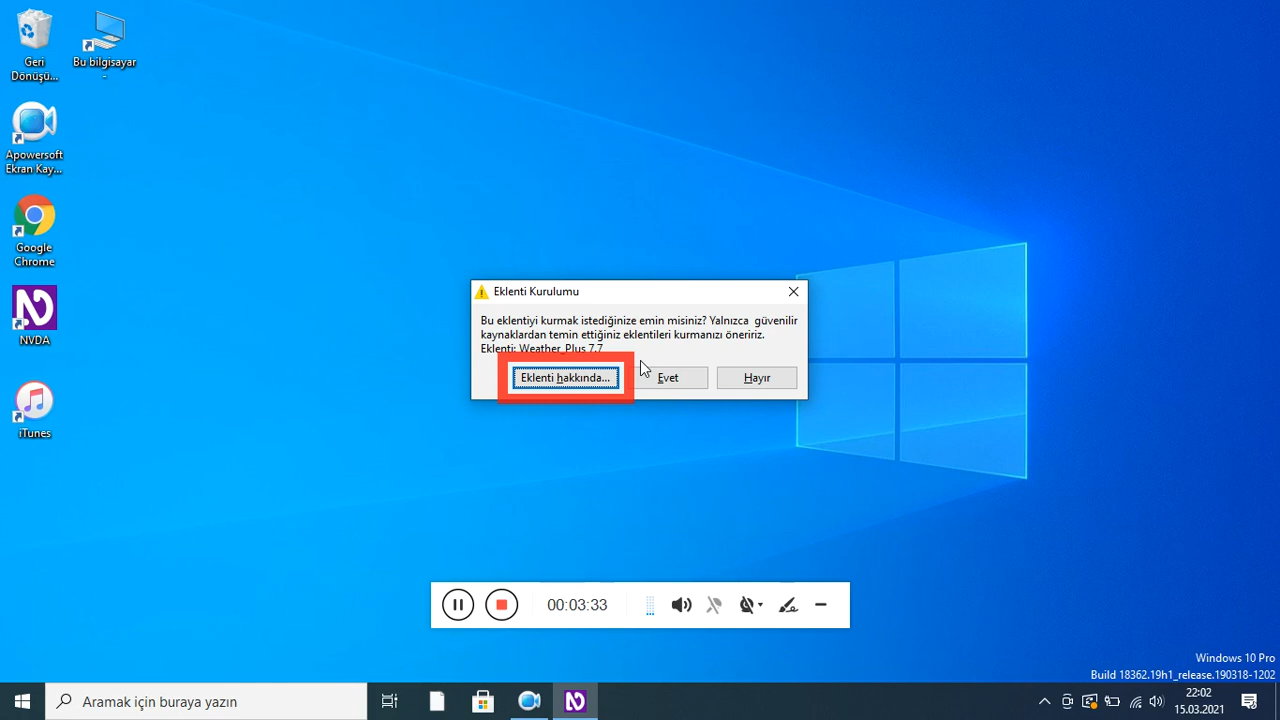 Geri
Dönüşü...
Bu bilgisayar
-
Apowersoft
Ekran Kay...
Google
Chrome
NVDA
iTunes
Eklenti Kurulumu
Bu eklentiyi kurmak istediğinize emin misiniz? Yalnızca  güvenilir
kaynaklardan temin ettiğiniz eklentileri kurmanızı öneririz.
Eklenti: Weather_Plus 7.7
Eklenti hakkında...
Evet
Hayır
00:03:33
Windows 10 Pro
Build 18362.19h1_release.190318-1202
Aramak için buraya yazın
22:02
15.03.2021